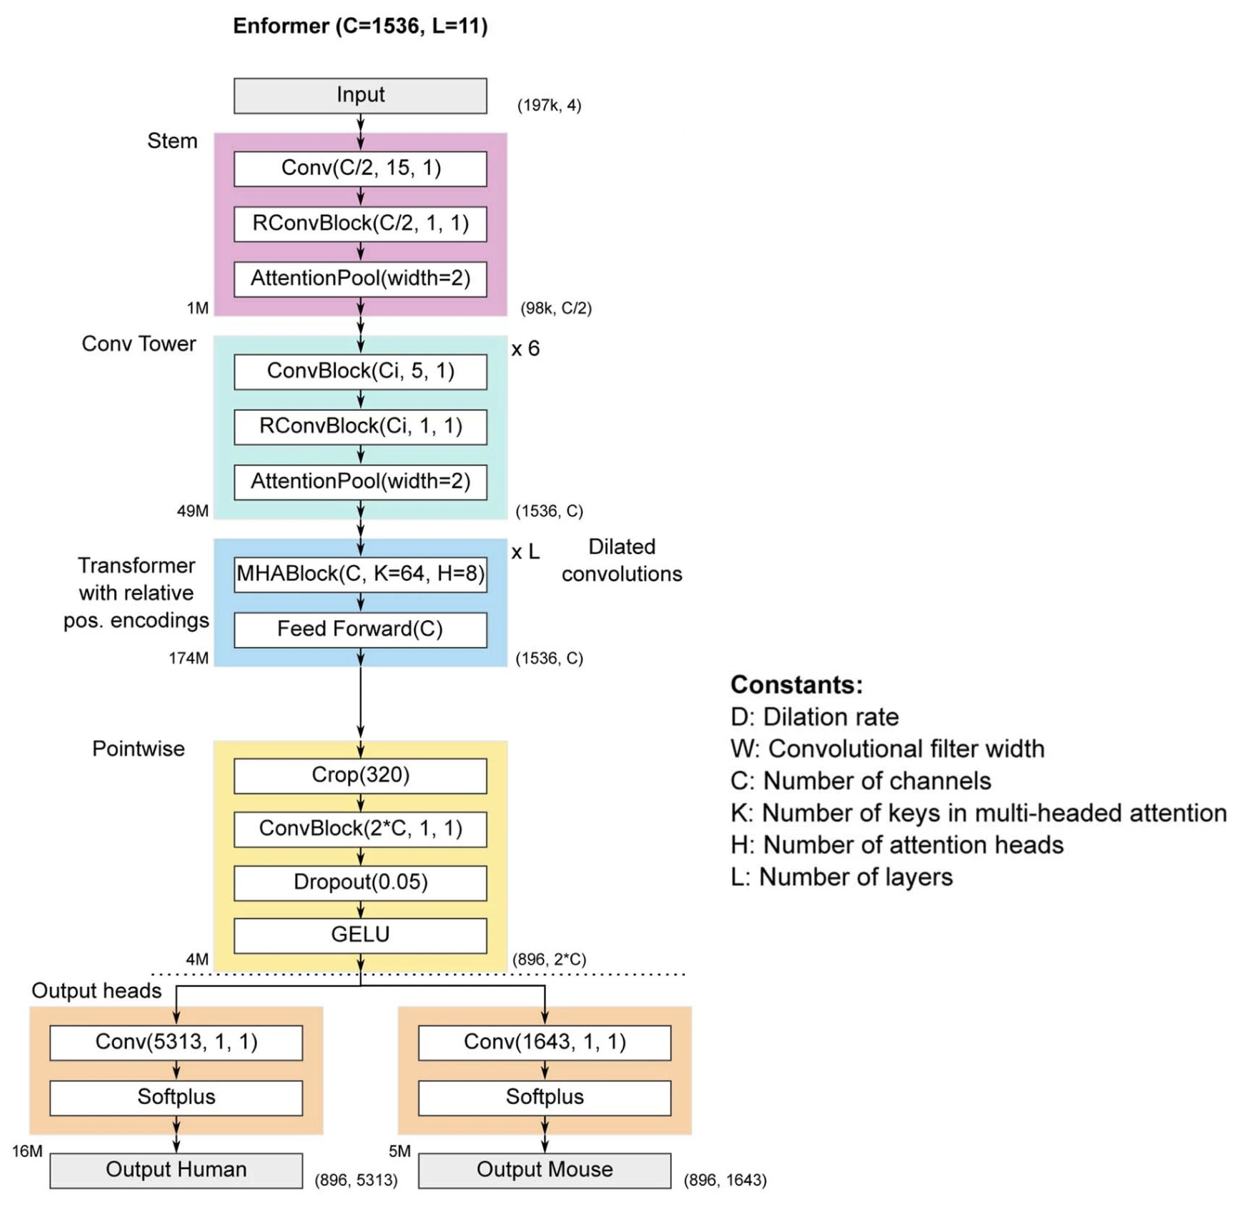 Enformer (C=1536, L=11)
Input
(197k, 4)
Stem
Conv(C/2, 15, 1)
RConvBlock(C/2, 1, 1)
AttentionPool(width=2)
1M
(98k, C/2)
Conv Tower
x 6
ConvBlock(Ci, 5, 1)
RConvBlock(Ci, 1, 1)
AttentionPool(width=2)
49M
(1536, C)
Transformer
with relative
pos. encodings
x L
Dilated
convolutions
MHABlock(C, K=64, H=8)
Feed Forward(C)
174M
(1536, C)
Pointwise
Crop(320)
ConvBlock(2*C, 1, 1)
Dropout(0.05)
GELU
4M
(896, 2*C)
Output heads
Conv(5313, 1, 1)
Softplus
16M
Output Human
(896, 5313)
Conv(1643, 1, 1)
Softplus
5M
Output Mouse
(896, 1643)
Constants:
D: Dilation rate
W: Convolutional filter width
C: Number of channels
K: Number of keys in multi-headed attention
H: Number of attention heads
L: Number of layers